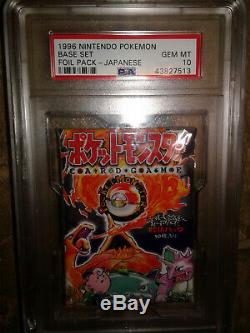 1996 NINTENDO POKEMON
BASE SET GEM MT
FOIL PACK - JAPANESE 10
PSA 43827513
ポケットモンスター
CARD GAME